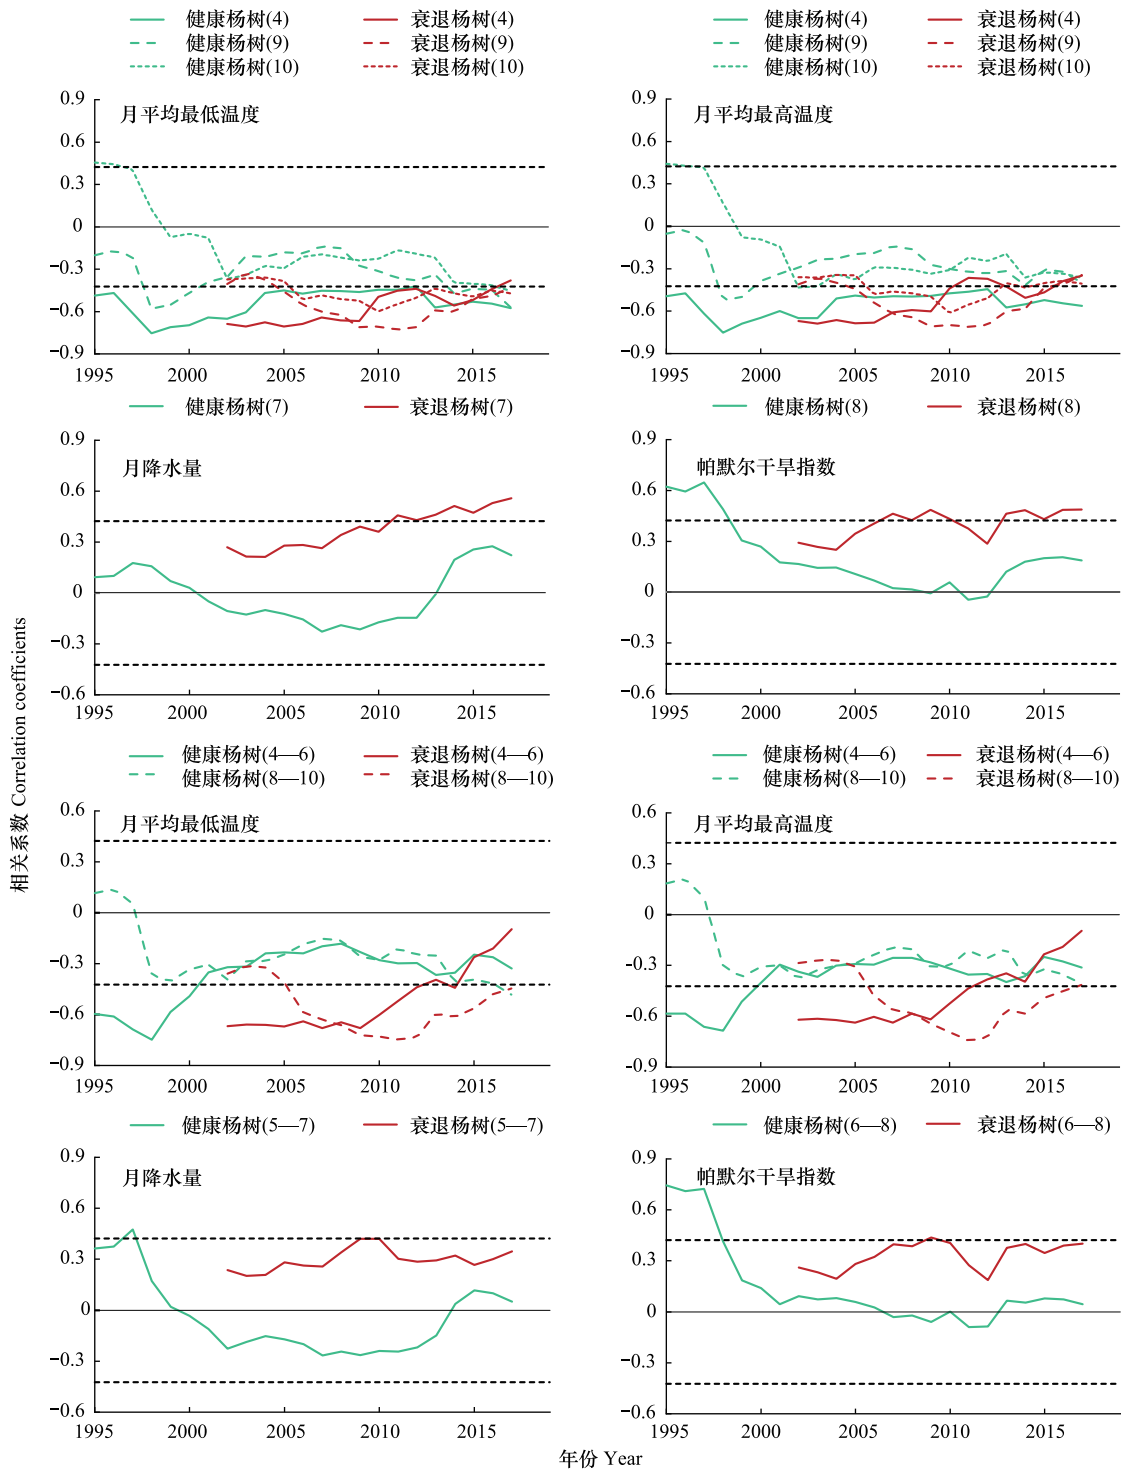 健康杨树(4) 衰退杨树(4)
健康杨树(9) 衰退杨树(9)
健康杨树(10) 衰退杨树(10)
月平均最低温度
0.9
0.6
0.3
0
−0.3
−0.6
−0.9
1995 2000 2005 2010 2015
健康杨树(4) 衰退杨树(4)
健康杨树(9) 衰退杨树(9)
健康杨树(10) 衰退杨树(10)
月平均最高温度
0.9
0.6
0.3
0
−0.3
−0.6
−0.9
1995 2000 2005 2010 2015
健康杨树(7) 衰退杨树(7)
月降水量
0.9
0.6
0.3
0
−0.3
−0.6
1995 2000 2005 2010 2015
健康杨树(8) 衰退杨树(8)
帕默尔干旱指数
0.9
0.6
0.3
0
−0.3
−0.6
1995 2000 2005 2010 2015
健康杨树(4—6) 衰退杨树(4—6)
健康杨树(8—10) 衰退杨树(8—10)
月平均最低温度
0.6
0.3
0
−0.3
−0.6
−0.9
1995 2000 2005 2010 2015
健康杨树(4—6) 衰退杨树(4—6)
健康杨树(8—10) 衰退杨树(8—10)
月平均最高温度
0.6
0.3
0
−0.3
−0.6
−0.9
1995 2000 2005 2010 2015
健康杨树(5—7) 衰退杨树(5—7)
月降水量
0.9
0.6
0.3
0
−0.3
−0.6
1995 2000 2005 2010 2015
健康杨树(6—8) 衰退杨树(6—8)
帕默尔干旱指数
0.9
0.6
0.3
0
−0.3
−0.6
1995 2000 2005 2010 2015
相关系数 Correlation coefficients
年份 Year